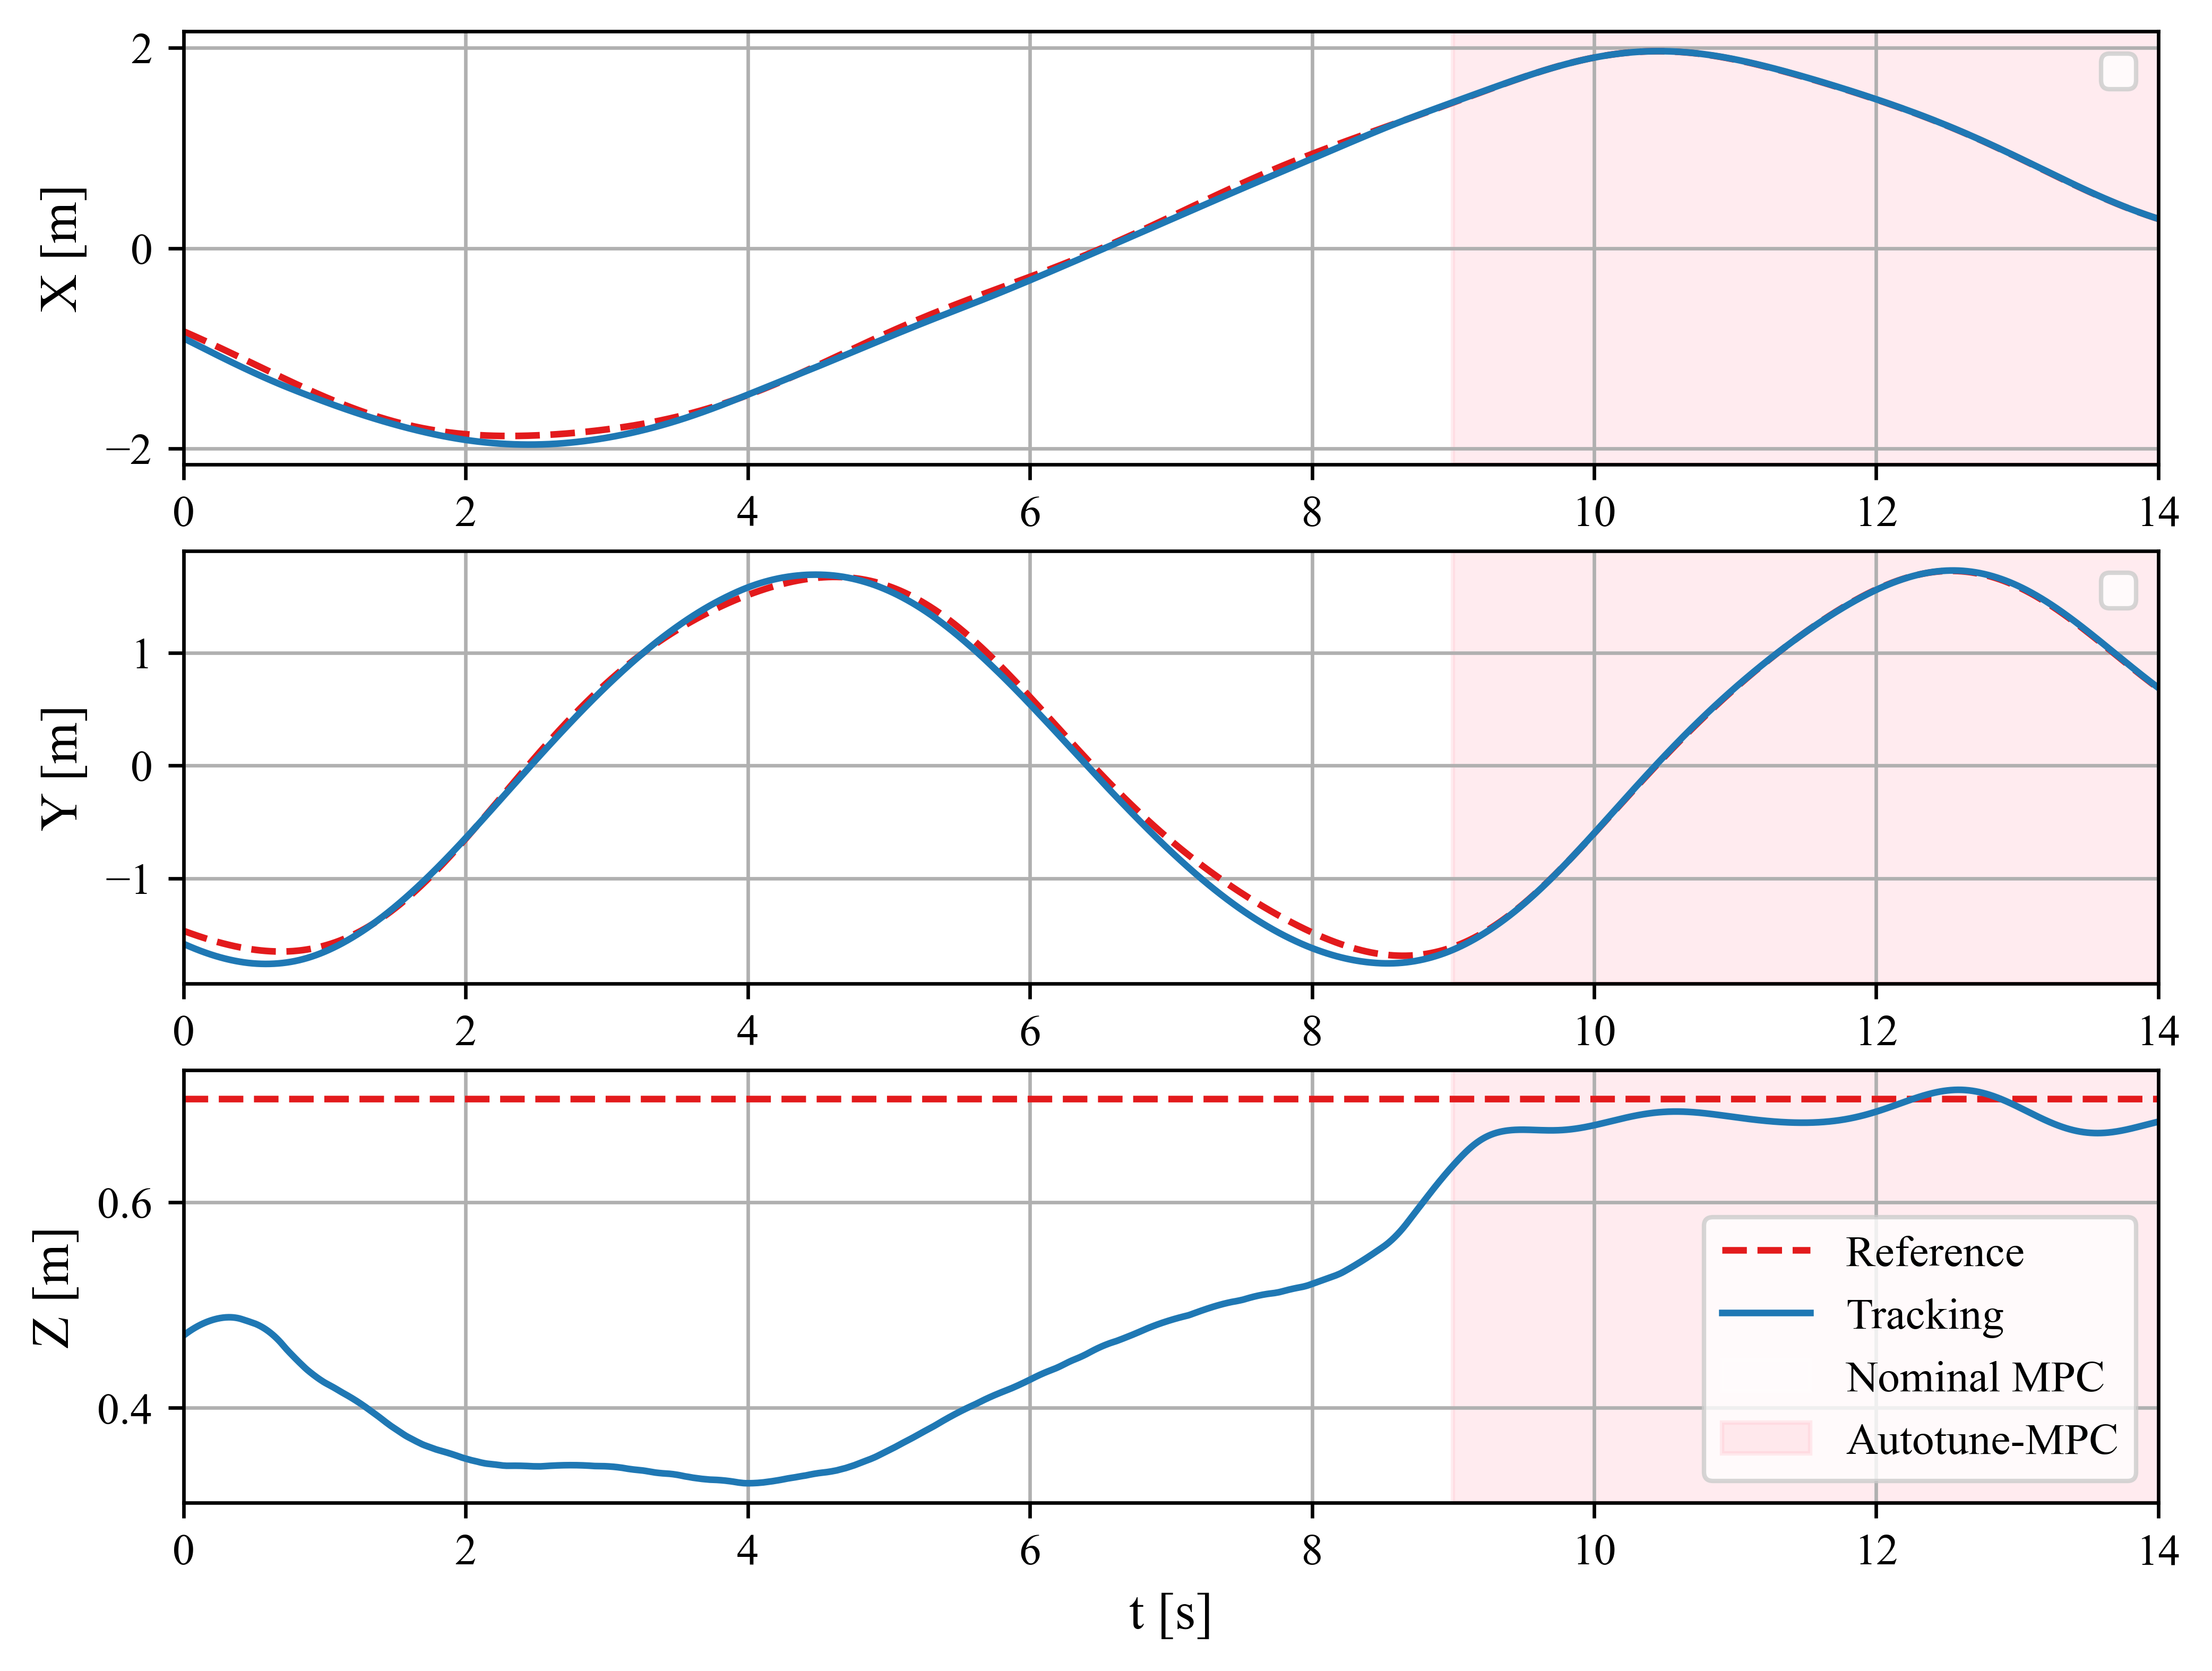 2
0
−2
X [m]
0 2 4 6 8 10 12 14
1
0
−1
Y [m]
0 2 4 6 8 10 12 14
0.6
0.4
Z [m]
Reference
Tracking
Nominal MPC
Autotune-MPC
0 2 4 6 8 10 12 14
t [s]